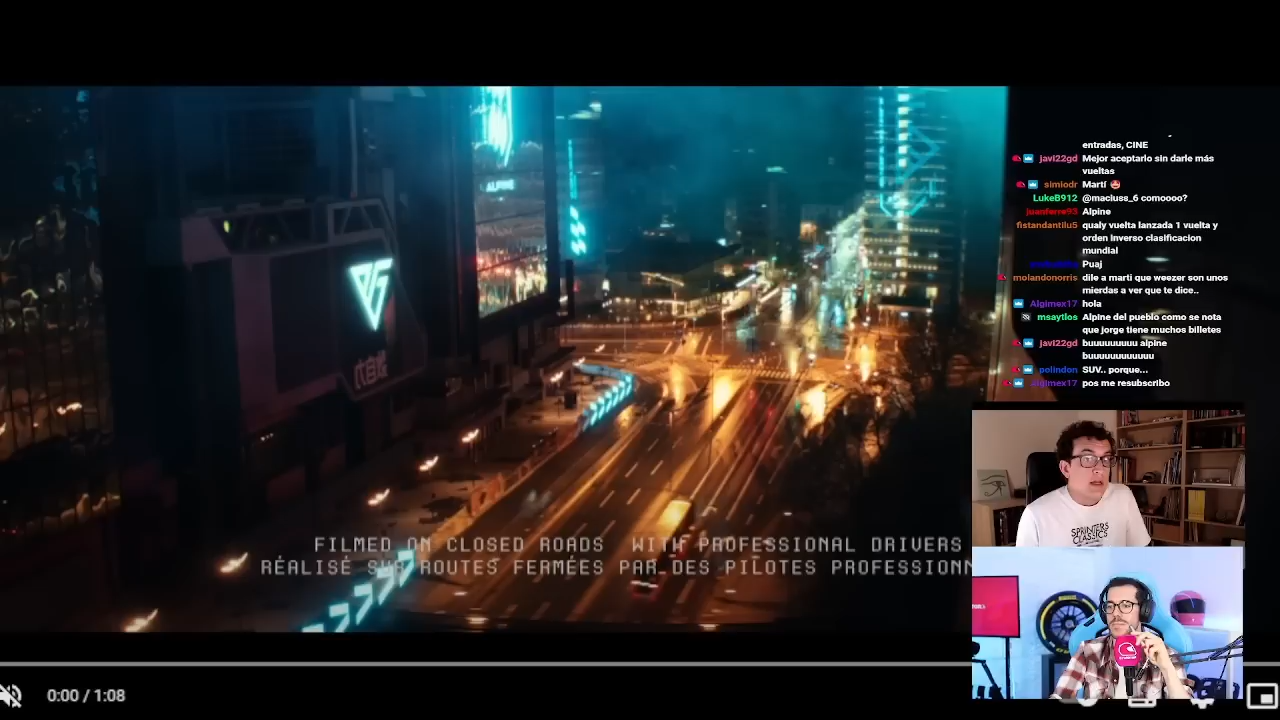 ALPINE
FILMED ON CLOSED ROADS WITH PROFESSIONAL DRIVERS
RÉALISÉ SUR ROUTES FERMÉES PAR DES PILOTES PROFESSIONN
0:00 / 1:08
entradas, CINE
javi22gd Mejor aceptarlo sin darle más
vueltas
simiodr Martí
LukeB912 @maciuss_6 comoooo?
juanferre93 Alpine
fistandantilu5 qualy vuelta lanzada 1 vuelta y
orden inverso clasificacion
mundial
Puaj
molandonorris dile a marti que weezer son unos
mierdas a ver que te dice..
Algimex17 hola
msaytlos Alpine del pueblo como se nota
que jorge tiene muchos billetes
javi22gd buuuuuuuuu alpine
buuuuuuuuuuuu
polindon SUV.. porque...
Algimex17 pos me resubscribo
SPRINTERS
CLASSICS